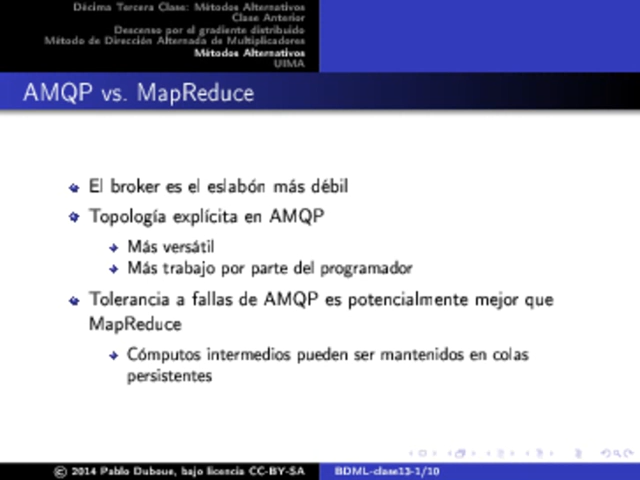 Décima Tercera Clase: Métodos Alternativos
Clase Anterior
Descenso por el gradiente distribuido
Método de Dirección Alternada de Multiplicadores
Métodos Alternativos
UIMA
AMQP vs. MapReduce
El broker es el eslabón más débil
Topología explícita en AMQP
Más versátil
Más trabajo por parte del programador
Tolerancia a fallas de AMQP es potencialmente mejor que
MapReduce
Cómputos intermedios pueden ser mantenidos en colas
persistentes
© 2014 Pablo Duboue, bajo licencia CC-BY-SA
BDML-clase13-1/10